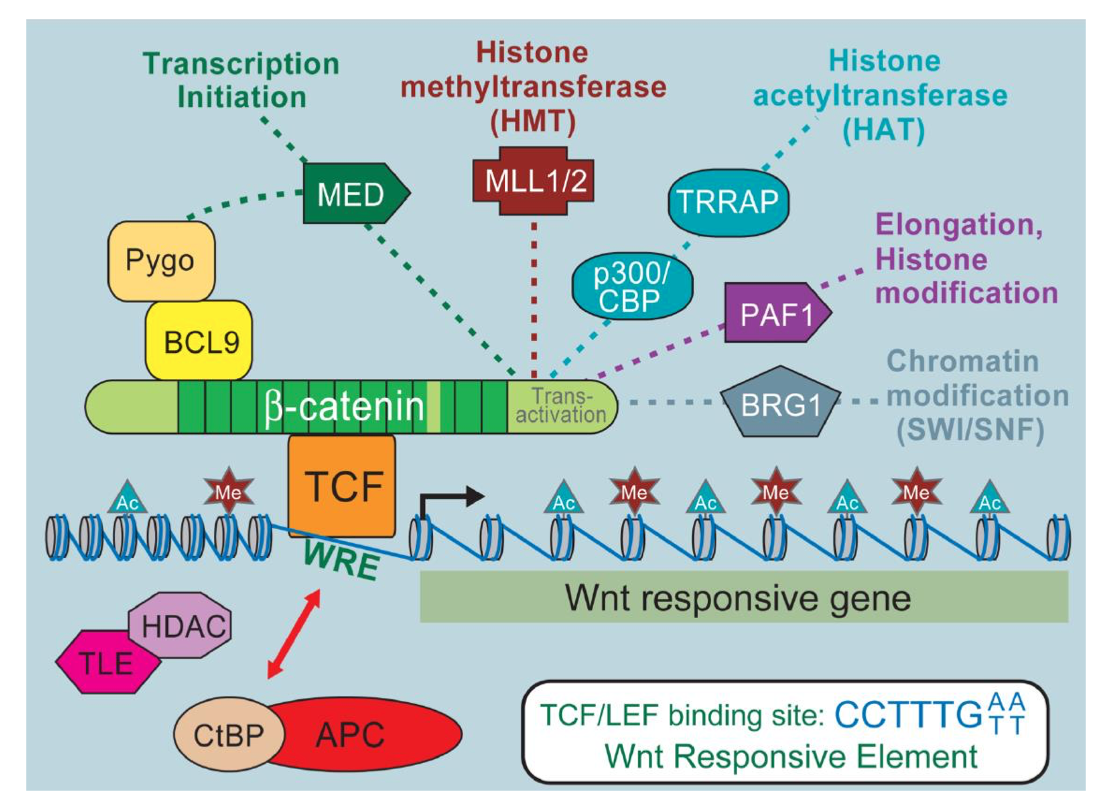 Transcription
Initiation
Histone
methyltransferase
(HMT)
Histone
acetyltransferase
(HAT)
MED
MLL1/2
TRRAP
Pygo
p300/
CBP
Elongation,
Histone
modification
BCL9
PAF1
β-catenin
Trans-
activation
BRG1
Chromatin
modification
(SWI/SNF)
TCF
Ac
Me
Ac
Me
Ac
Me
Ac
Me
Ac
WRE
Wnt responsive gene
HDAC
TLE
CtBP
APC
TCF/LEF binding site: CCTTTG A A
T T
Wnt Responsive Element